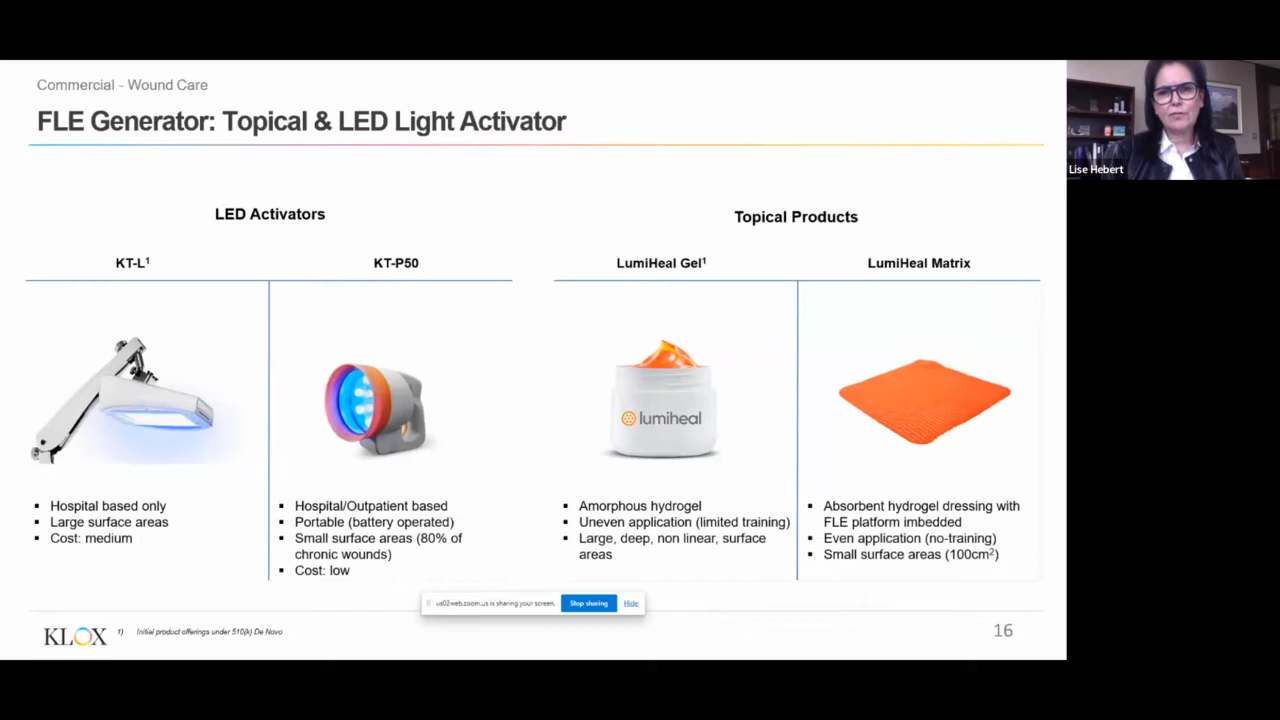 Commercial - Wound Care
FLE Generator: Topical & LED Light Activator
LED Activators
KT-L¹
KT-P50
▪ Hospital based only
▪ Large surface areas
▪ Cost: medium
▪ Hospital/Outpatient based
▪ Portable (battery operated)
▪ Small surface areas (80% of
chronic wounds)
▪ Cost: low
Topical Products
LumiHeal Gel¹
LumiHeal Matrix
lumiheal
▪ Amorphous hydrogel
▪ Uneven application (limited training)
▪ Large, deep, non linear, surface
areas
▪ Absorbent hydrogel dressing with
FLE platform imbedded
▪ Even application (no-training)
▪ Small surface areas (100cm²)
us02web.zoom.us is sharing your screen.
Stop sharing
Hide
KLOX
1) Initial product offerings under 510(k) De Novo
16
Lise Hebert